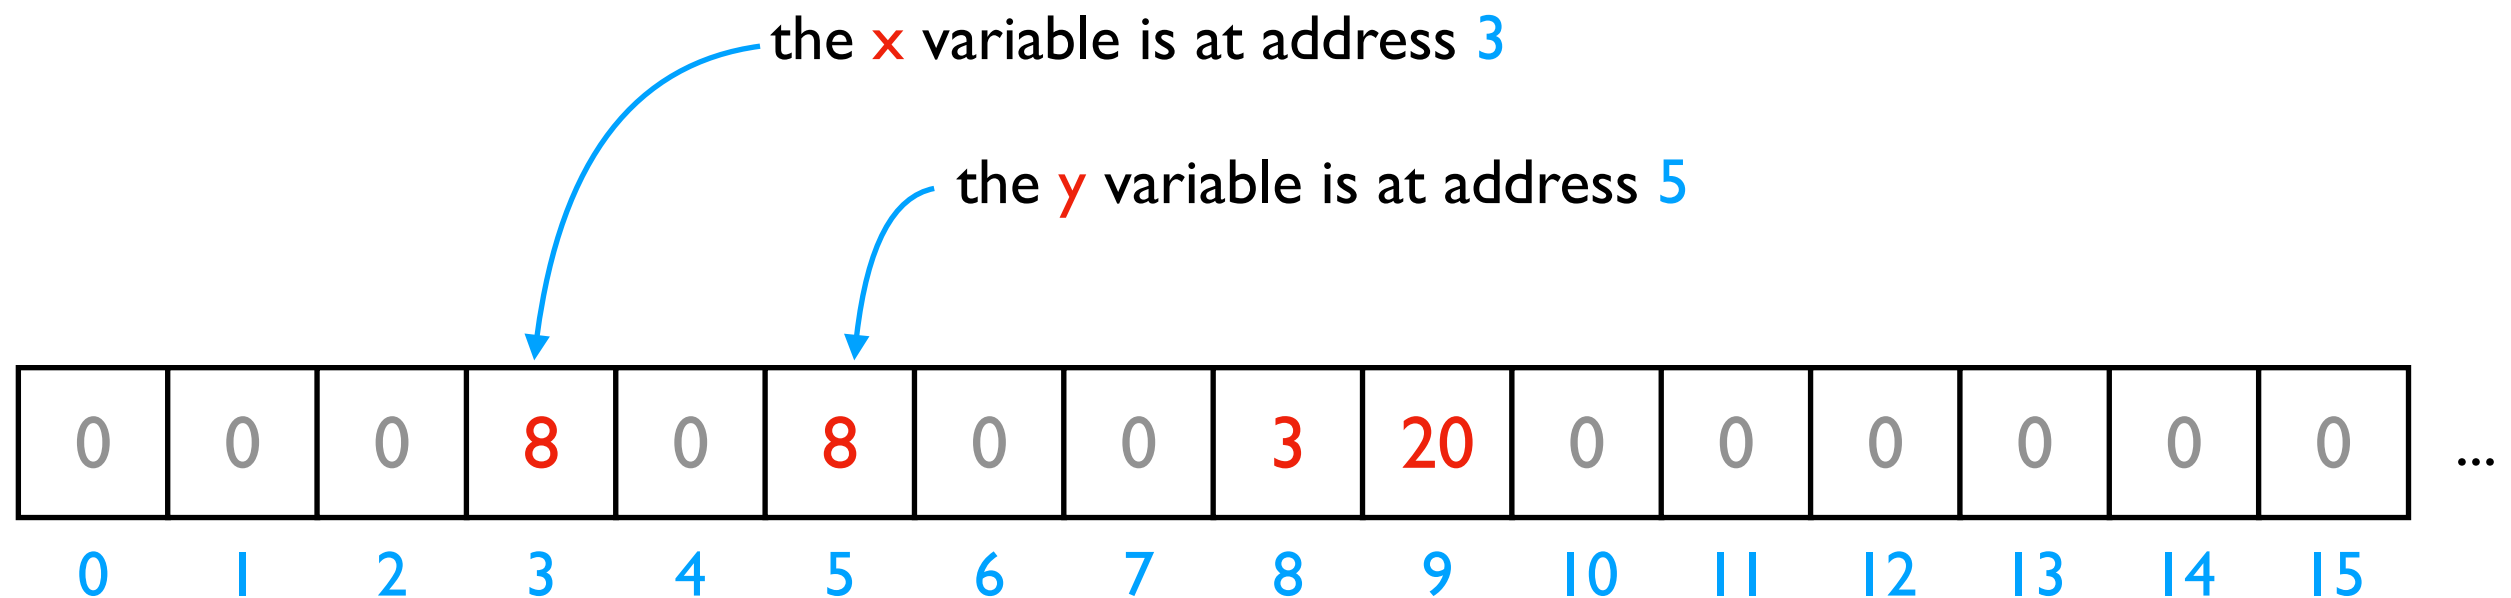 the x variable is at address 3
the y variable is at address 5
0 0 0 8 0 8 0 0 3 20 0 0 0 0 0 0 ...
0 1 2 3 4 5 6 7 8 9 10 11 12 13 14 15